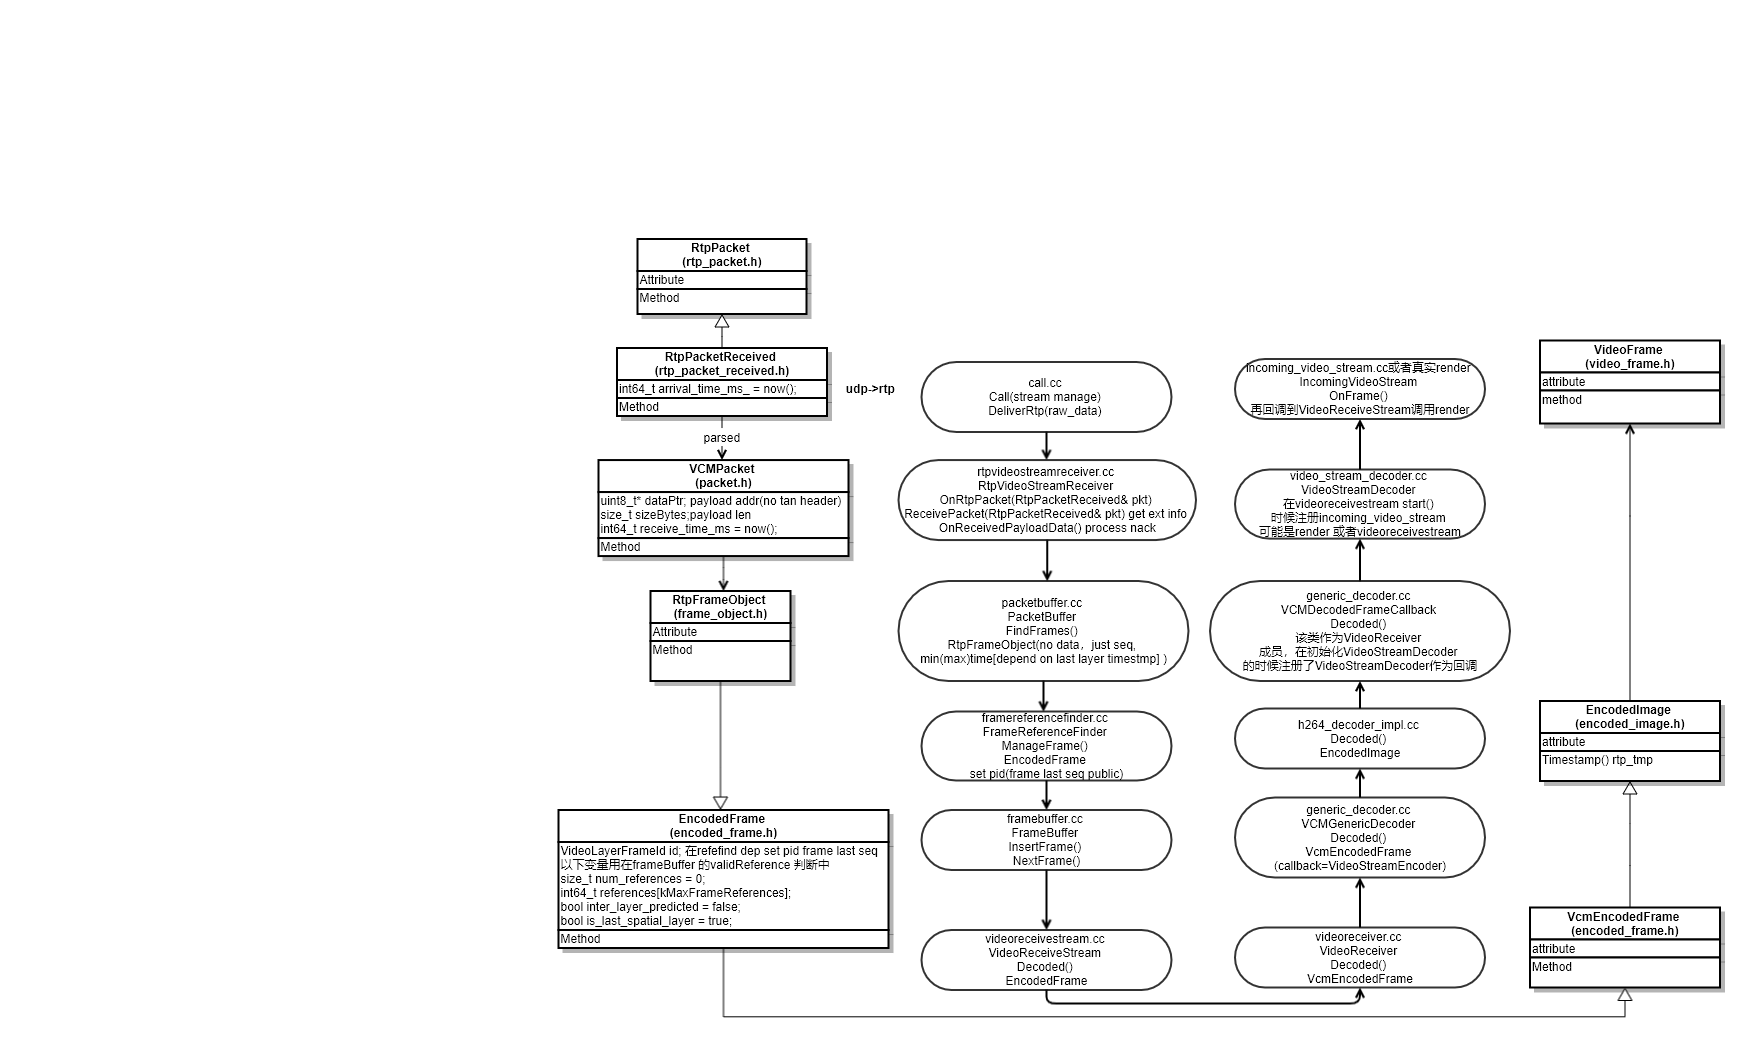 RtpPacket
(rtp_packet.h)
Attribute
Method
RtpPacketReceived
(rtp_packet_received.h)
int64_t arrival_time_ms_ = now();
Method
udp->rtp
parsed
VCMPacket
(packet.h)
uint8_t* dataPtr; payload addr(no tan header)
size_t sizeBytes;payload len
int64_t receive_time_ms = now();
Method
RtpFrameObject
(frame_object.h)
Attribute
Method
EncodedFrame
(encoded_frame.h)
VideoLayerFrameId id; 在refefind dep set pid frame last seq
以下变量用在frameBuffer 的validReference 判断中
size_t num_references = 0;
int64_t references[kMaxFrameReferences];
bool inter_layer_predicted = false;
bool is_last_spatial_layer = true;
Method
call.cc
Call(stream manage)
DeliverRtp(raw_data)
rtpvideostreamreceiver.cc
RtpVideoStreamReceiver
OnRtpPacket(RtpPacketReceived& pkt)
ReceivePacket(RtpPacketReceived& pkt) get ext info
OnReceivedPayloadData() process nack
packetbuffer.cc
PacketBuffer
FindFrames()
RtpFrameObject(no data，just seq,
min(max)time[depend on last layer timestmp] )
framereferencefinder.cc
FrameReferenceFinder
ManageFrame()
EncodedFrame
set pid(frame last seq public)
framebuffer.cc
FrameBuffer
InsertFrame()
NextFrame()
videoreceivestream.cc
VideoReceiveStream
Decoded()
EncodedFrame
incoming_video_stream.cc或者真实render
IncomingVideoStream
OnFrame()
再回调到VideoReceiveStream调用render
video_stream_decoder.cc
VideoStreamDecoder
在videoreceivestream start()
时候注册incoming_video_stream
可能是render 或者videoreceivestream
generic_decoder.cc
VCMDecodedFrameCallback
Decoded()
该类作为VideoReceiver
成员，在初始化VideoStreamDecoder
的时候注册了VideoStreamDecoder作为回调
h264_decoder_impl.cc
Decoded()
EncodedImage
generic_decoder.cc
VCMGenericDecoder
Decoded()
VcmEncodedFrame
(callback=VideoStreamEncoder)
videoreceiver.cc
VideoReceiver
Decoded()
VcmEncodedFrame
VideoFrame
(video_frame.h)
attribute
method
EncodedImage
(encoded_image.h)
attribute
Timestamp() rtp_tmp
VcmEncodedFrame
(encoded_frame.h)
attribute
Method